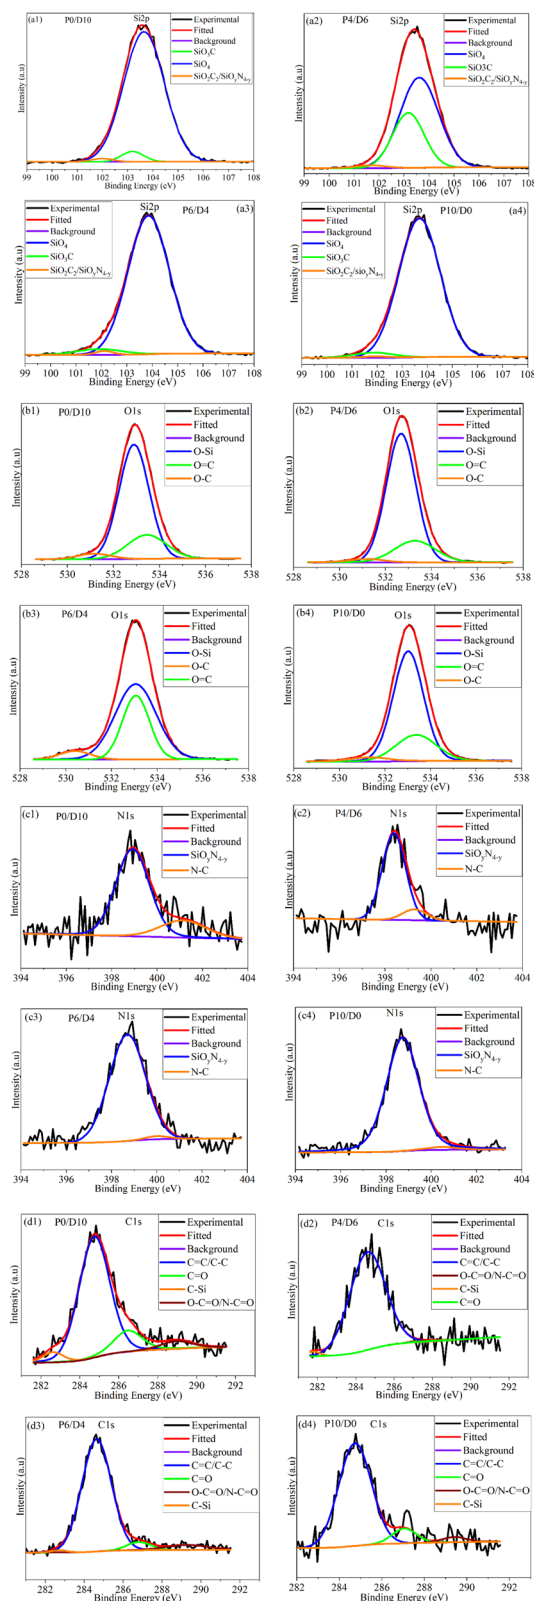 (a1) P0/D10 Si2p
Experimental
Fitted
Background
SiO₃C
SiO₄
SiO₂C₂/SiOᵧN₄₋ᵧ
Intensity (a.u)
99 100 101 102 103 104 105 106 107 108
Binding Energy (eV)
(a2) P4/D6 Si2p
Experimental
Fitted
Background
SiO₄
SiO3C
SiO₂C₂/SiOᵧN₄₋ᵧ
Intensity (a.u)
99 100 101 102 103 104 105 106 107 108
Binding Energy (eV)
Si2p P6/D4 (a3)
Experimental
Fitted
Background
SiO₄
SiO₃C
SiO₂C₂/SiOᵧN₄₋ᵧ
Intensity (a.u)
99 100 101 102 103 104 105 106 107 108
Binding Energy (eV)
Si2p P10/D0 (a4)
Experimental
Fitted
Background
SiO₄
SiO₃C
SiO₂C₂/sioᵧN₄₋ᵧ
Intensity (a.u)
99 100 101 102 103 104 105 106 107 108
Binding Energy (eV)
(b1) P0/D10 O1s
Experimental
Fitted
Background
O-Si
O=C
O-C
Intensity (a.u)
528 530 532 534 536 538
Binding Energy (eV)
(b2) P4/D6 O1s
Experimental
Fitted
Background
O-Si
O=C
O-C
Intensity (a.u)
528 530 532 534 536 538
Binding Energy (eV)
(b3) P6/D4 O1s
Experimental
Fitted
Background
O-Si
O-C
O=C
Intensity (a.u)
528 530 532 534 536 538
Binding Energy (eV)
(b4) P10/D0 O1s
Experimental
Fitted
Background
O-Si
O=C
O-C
Intensity (a.u)
528 530 532 534 536 538
Binding Energy (eV)
(c1) P0/D10 N1s
Experimental
Fitted
Background
SiOᵧN₄₋ᵧ
N-C
Intensity (a.u)
394 396 398 400 402 404
Binding Energy (eV)
(c2) P4/D6 N1s
Experimental
Fitted
Background
SiOᵧN₄₋ᵧ
N-C
Intensity (a.u)
394 396 398 400 402 404
Binding Energy (eV)
(c3) P6/D4 N1s
Experimental
Fitted
Background
SiOᵧN₄₋ᵧ
N-C
Intensity (a.u)
394 396 398 400 402 404
Binding Energy (eV)
(c4) P10/D0 N1s
Experimental
Fitted
Background
SiOᵧN₄₋ᵧ
N-C
Intensity (a.u)
394 396 398 400 402 404
Binding Energy (eV)
(d1) P0/D10 C1s
Experimental
Fitted
Background
C=C/C-C
C=O
C-Si
O-C=O/N-C=O
Intensity (a.u)
282 284 286 288 290 292
Binding Energy (eV)
(d2) P4/D6 C1s
Experimental
Fitted
Background
C=C/C-C
O-C=O/N-C=O
C-Si
C=O
Intensity (a.u)
282 284 286 288 290 292
Binding Energy (eV)
(d3) P6/D4 C1s
Experimental
Fitted
Background
C=C/C-C
C=O
O-C=O/N-C=O
C-Si
Intensity (a.u)
282 284 286 288 290 292
Binding Energy (eV)
(d4) P10/D0 C1s
Experimental
Fitted
Background
C=C/C-C
C=O
O-C=O/N-C=O
C-Si
Intensity (a.u)
282 284 286 288 290 292
Binding Energy (eV)